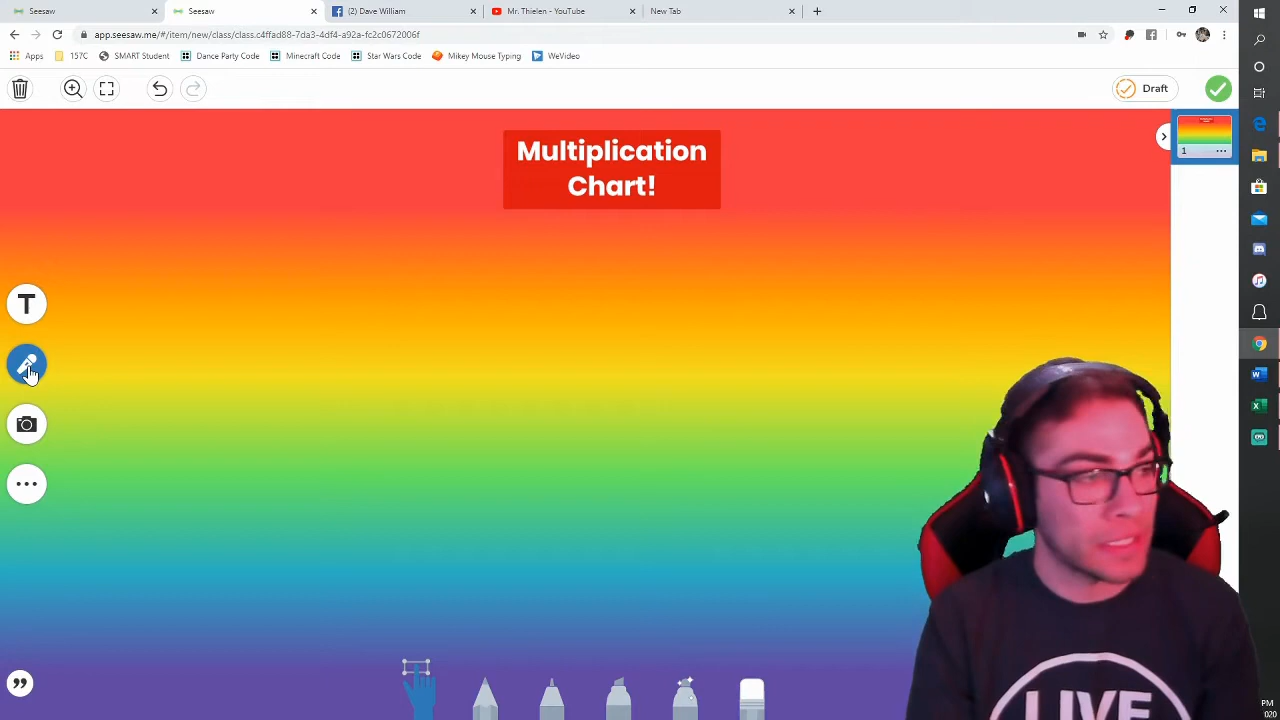 Seesaw
Seesaw
(2) Dave William
Mr. Thielen - YouTube
New Tab
app.seesaw.me/#/item/new/class/class.c4ffad88-7da3-4df4-a92a-fc2c0672006f
Apps
157C
SMART Student
Dance Party Code
Minecraft Code
Star Wars Code
Mikey Mouse Typing
WeVideo
Draft
Multiplication
Chart!
1
T
LIVE
PM
020